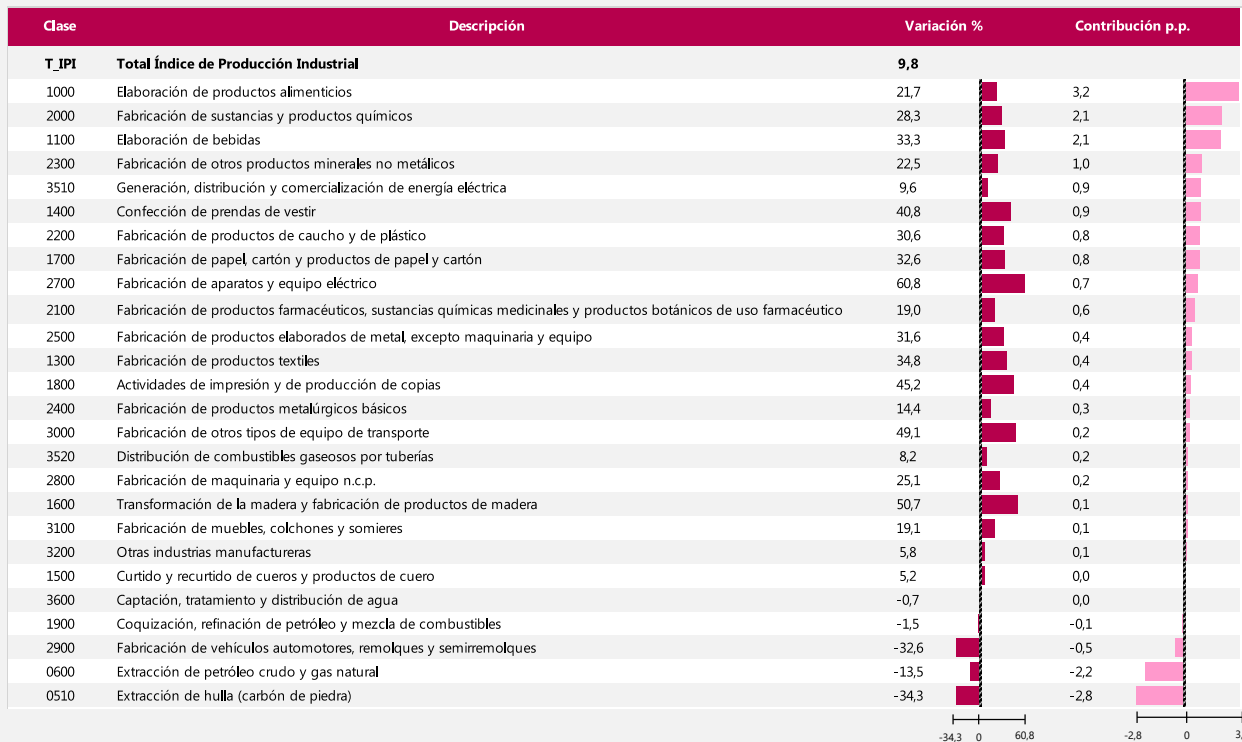 Clase Descripción Variación % Contribución p.p.
T_IPI Total Índice de Producción Industrial 9,8
1000 Elaboración de productos alimenticios 21,7 3,2
2000 Fabricación de sustancias y productos químicos 28,3 2,1
1100 Elaboración de bebidas 33,3 2,1
2300 Fabricación de otros productos minerales no metálicos 22,5 1,0
3510 Generación, distribución y comercialización de energía eléctrica 9,6 0,9
1400 Confección de prendas de vestir 40,8 0,9
2200 Fabricación de productos de caucho y de plástico 30,6 0,8
1700 Fabricación de papel, cartón y productos de papel y cartón 32,6 0,8
2700 Fabricación de aparatos y equipo eléctrico 60,8 0,7
2100 Fabricación de productos farmacéuticos, sustancias químicas medicinales y productos botánicos de uso farmacéutico 19,0 0,6
2500 Fabricación de productos elaborados de metal, excepto maquinaria y equipo 31,6 0,4
1300 Fabricación de productos textiles 34,8 0,4
1800 Actividades de impresión y de producción de copias 45,2 0,4
2400 Fabricación de productos metalúrgicos básicos 14,4 0,3
3000 Fabricación de otros tipos de equipo de transporte 49,1 0,2
3520 Distribución de combustibles gaseosos por tuberías 8,2 0,2
2800 Fabricación de maquinaria y equipo n.c.p. 25,1 0,2
1600 Transformación de la madera y fabricación de productos de madera 50,7 0,1
3100 Fabricación de muebles, colchones y somieres 19,1 0,1
3200 Otras industrias manufactureras 5,8 0,1
1500 Curtido y recurtido de cueros y productos de cuero 5,2 0,0
3600 Captación, tratamiento y distribución de agua -0,7 0,0
1900 Coquización, refinación de petróleo y mezcla de combustibles -1,5 -0,1
2900 Fabricación de vehículos automotores, remolques y semirremolques -32,6 -0,5
0600 Extracción de petróleo crudo y gas natural -13,5 -2,2
0510 Extracción de hulla (carbón de piedra) -34,3 -2,8
-34,3 0 60,8 -2,8 0